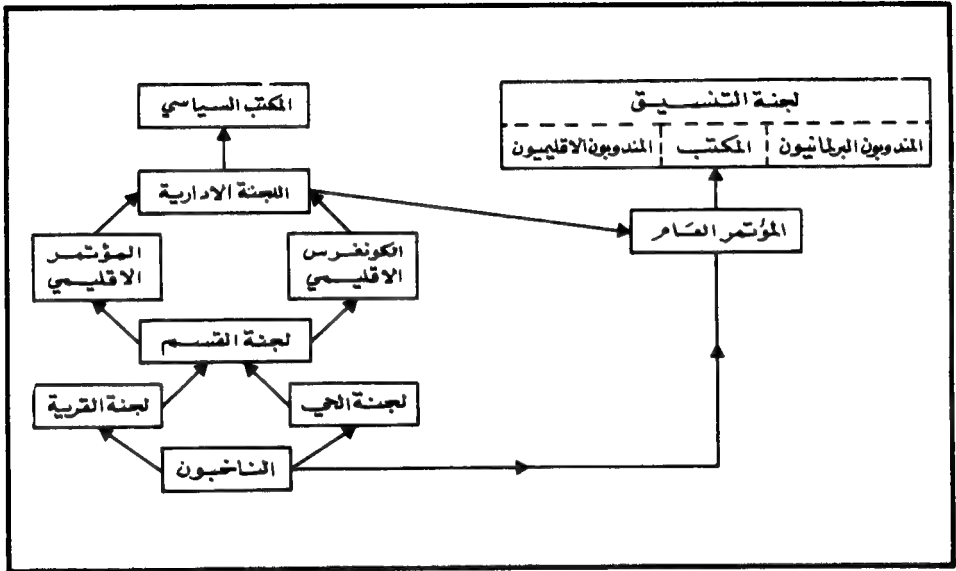 لجنة التنسيق
المندوبون البرلمانيون
المكتب
المندوبون الاقليميون
المكتب السياسي
اللجنة الادارية
المؤتمر العام
الكونغرس
الاقليمي
المؤتمر
الاقليمي
لجنة القسم
لجنة الحي
لجنة القرية
الناخبون